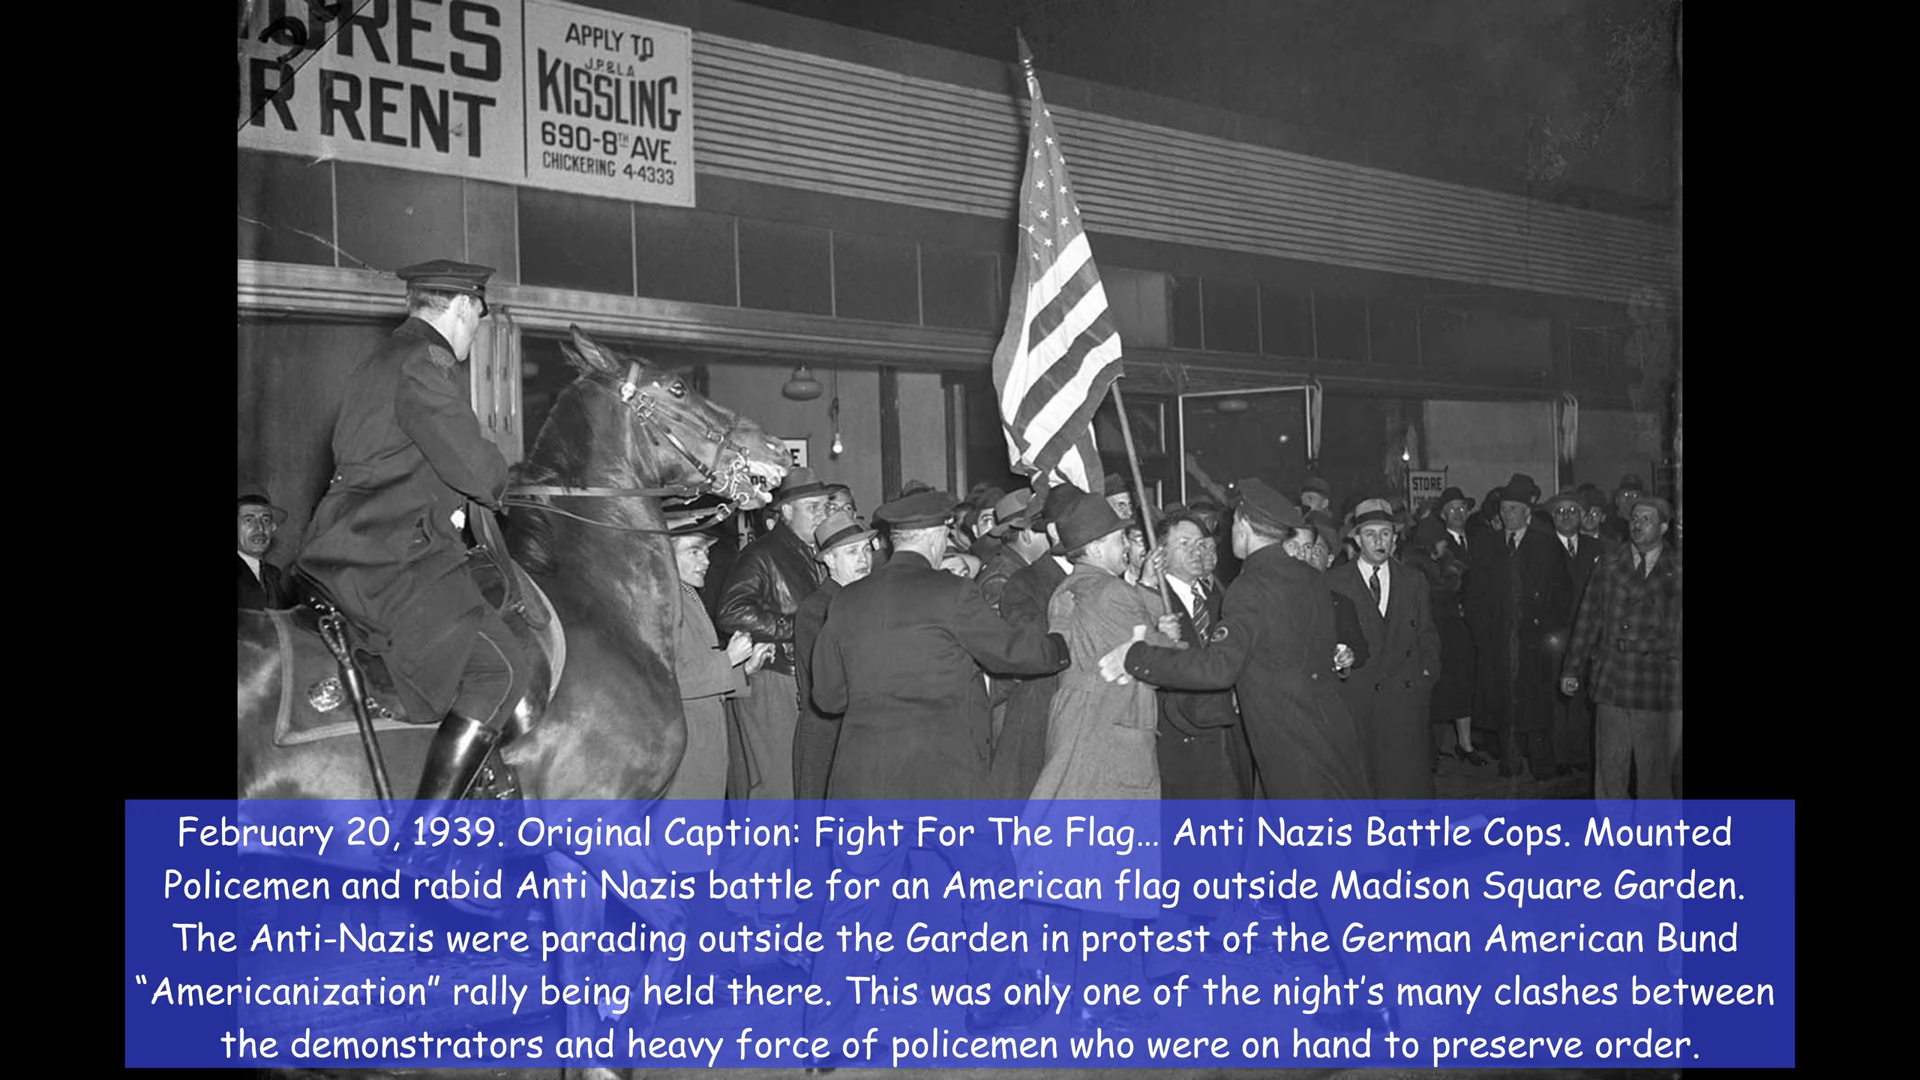 ORES
R RENT
APPLY TO
J.P. & L.A.
KISSLING
690-8TH AVE.
CHICKERING 4-4333
STORE
February 20, 1939. Original Caption: Fight For The Flag... Anti Nazis Battle Cops. Mounted
Policemen and rabid Anti Nazis battle for an American flag outside Madison Square Garden.
The Anti-Nazis were parading outside the Garden in protest of the German American Bund
“Americanization” rally being held there. This was only one of the night’s many clashes between
the demonstrators and heavy force of policemen who were on hand to preserve order.